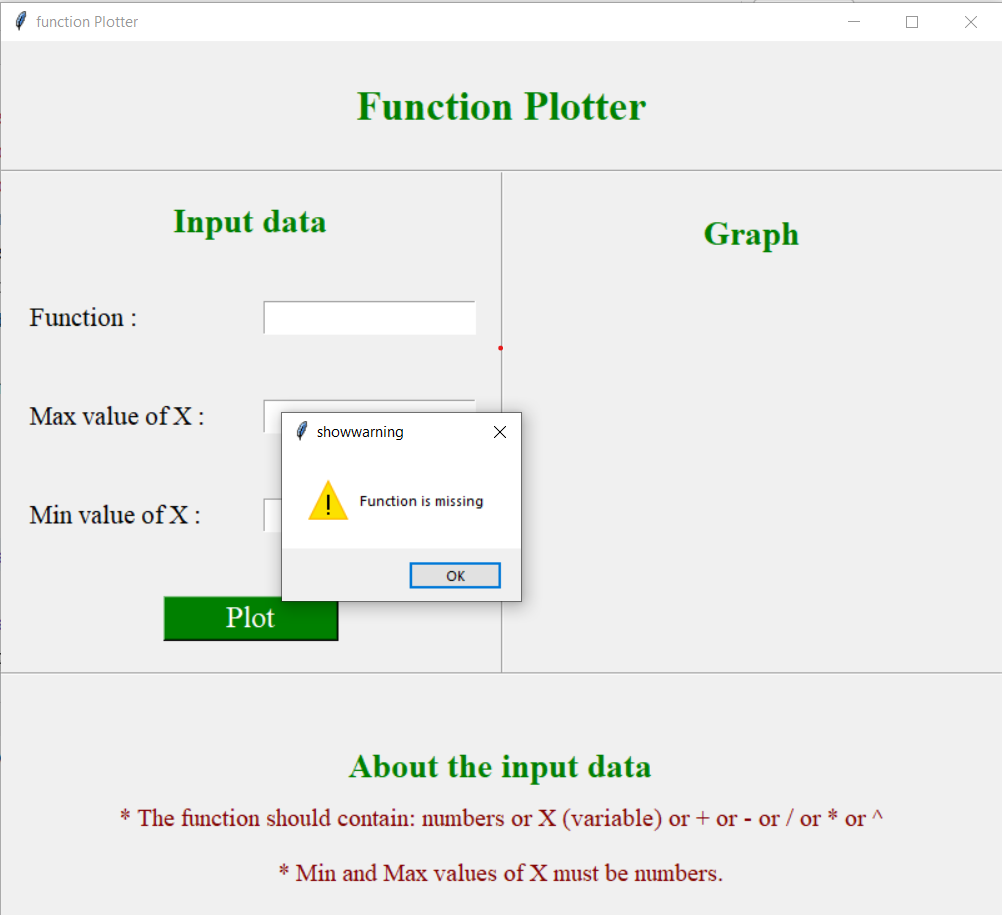 function Plotter
Function Plotter
Input data
Graph
Function :
Max value of X :
showwarning
Function is missing
Min value of X :
OK
Plot
About the input data
* The function should contain: numbers or X (variable) or + or - or / or * or ^
* Min and Max values of X must be numbers.